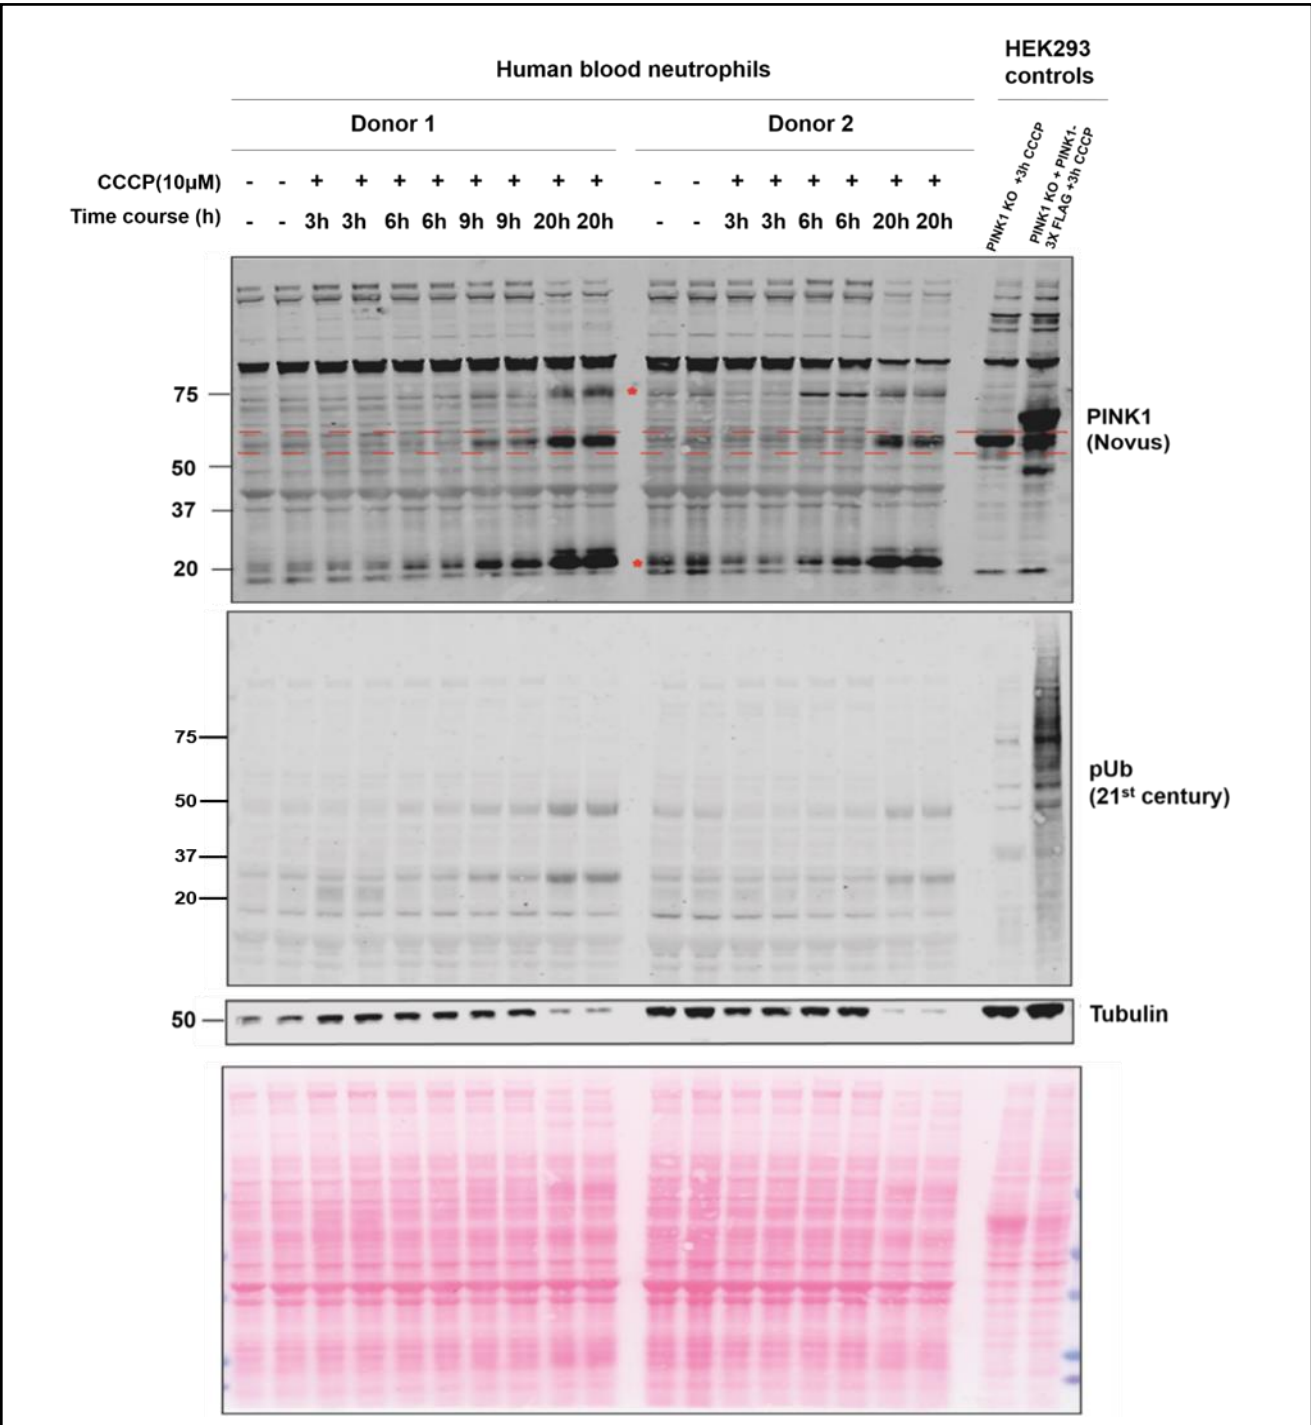 Human blood neutrophils
HEK293
controls
Donor 1
Donor 2
PINK1 KO +3h CCCP
PINK1 KO + PINK1-
3X FLAG +3h CCCP
CCCP(10µM) - - + + + + + + + + - - + + + + + +
Time course (h) - - 3h 3h 6h 6h 9h 9h 20h 20h - - 3h 3h 6h 6h 20h 20h
75
50
37
20
PINK1
(Novus)
75
50
37
20
pUb
(21st century)
50
Tubulin